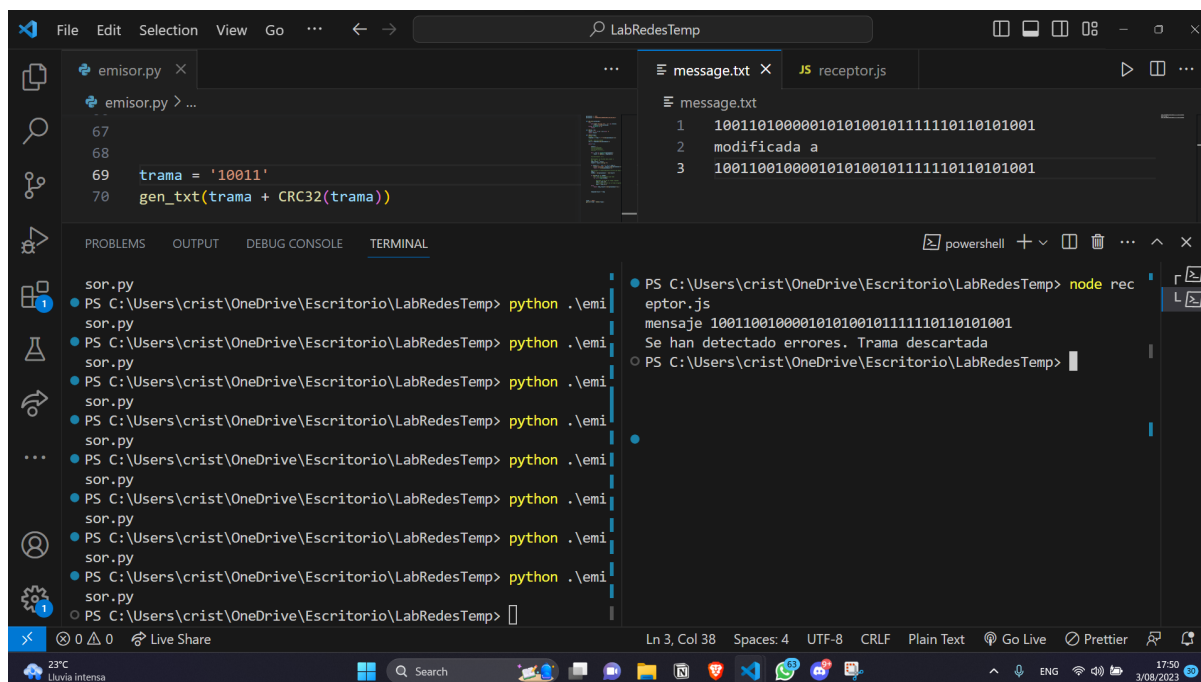 File Edit Selection View Go ··· LabRedesTemp
emisor.py
emisor.py > ...
67
68
69 trama = '10011'
70 gen_txt(trama + CRC32(trama))
message.txt JS receptor.js
message.txt
1 1001101000001010100101111110110101001
2 modificada a
3 1001100100001010100101111110110101001
PROBLEMS OUTPUT DEBUG CONSOLE TERMINAL
powershell
sor.py
PS C:\Users\crist\OneDrive\Escritorio\LabRedesTemp> python .\emi
sor.py
PS C:\Users\crist\OneDrive\Escritorio\LabRedesTemp> python .\emi
sor.py
PS C:\Users\crist\OneDrive\Escritorio\LabRedesTemp> python .\emi
sor.py
PS C:\Users\crist\OneDrive\Escritorio\LabRedesTemp> python .\emi
sor.py
PS C:\Users\crist\OneDrive\Escritorio\LabRedesTemp> python .\emi
sor.py
PS C:\Users\crist\OneDrive\Escritorio\LabRedesTemp> python .\emi
sor.py
PS C:\Users\crist\OneDrive\Escritorio\LabRedesTemp> python .\emi
sor.py
PS C:\Users\crist\OneDrive\Escritorio\LabRedesTemp> python .\emi
sor.py
PS C:\Users\crist\OneDrive\Escritorio\LabRedesTemp>
PS C:\Users\crist\OneDrive\Escritorio\LabRedesTemp> node rec
eptor.js
mensaje 1001100100001010100101111110110101001
Se han detectado errores. Trama descartada
PS C:\Users\crist\OneDrive\Escritorio\LabRedesTemp>
1
1
0 0 Live Share Ln 3, Col 38 Spaces: 4 UTF-8 CRLF Plain Text Go Live Prettier
23°C
Lluvia intensa
Search
63
9+
ENG
17:50
3/08/2023
30